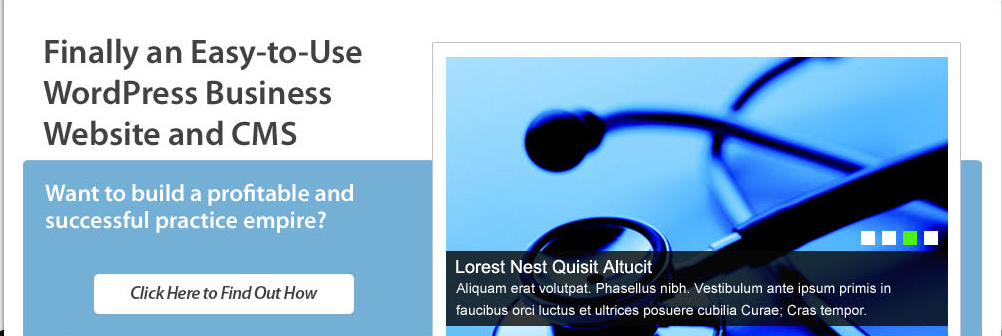 Finally an Easy-to-Use
WordPress Business
Website and CMS
Want to build a profitable and
successful practice empire?
Click Here to Find Out How
Lorest Nest Quisit Altucit
Aliquam erat volutpat. Phasellus nibh. Vestibulum ante ipsum primis in
faucibus orci luctus et ultrices posuere cubilia Curae; Cras tempor.